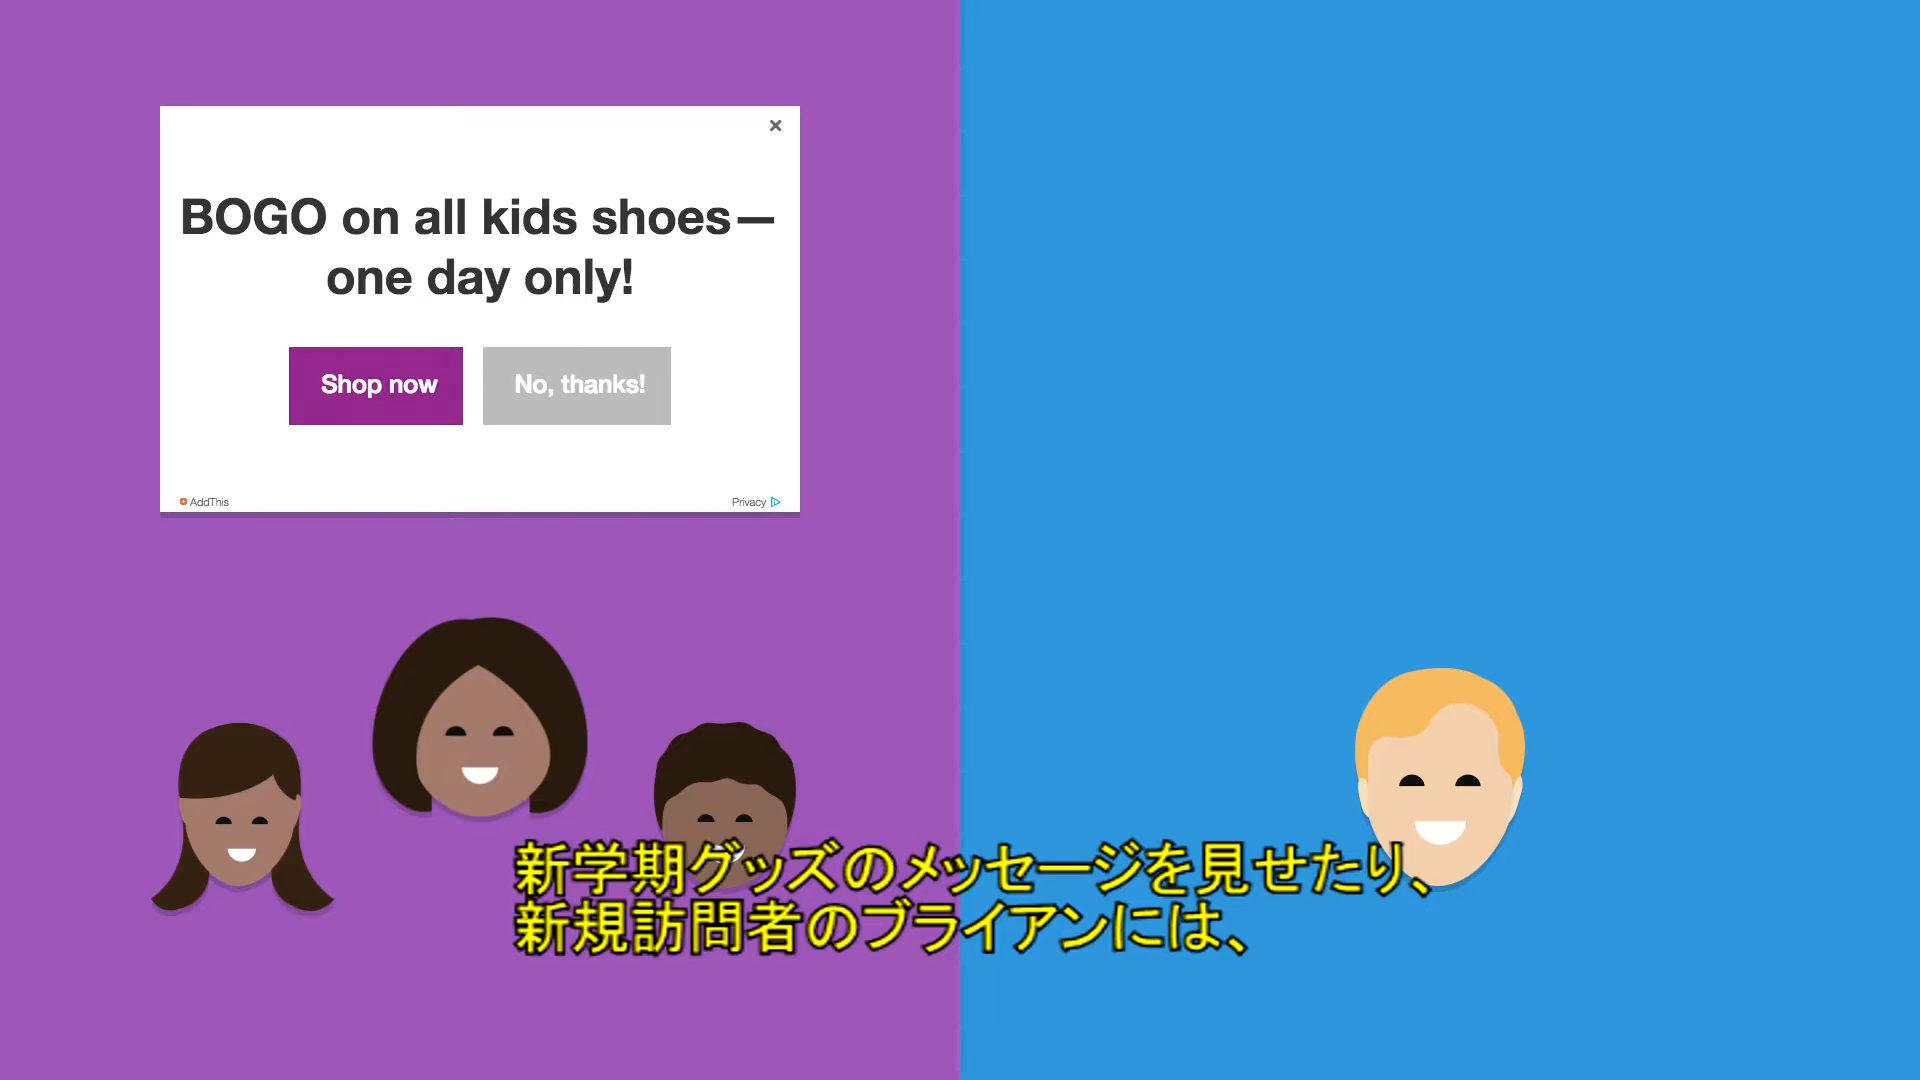 ×
BOGO on all kids shoes—
one day only!
Shop now
No, thanks!
AddThis
Privacy
新学期グッズのメッセージを見せたり、
新規訪問者のブライアンには、